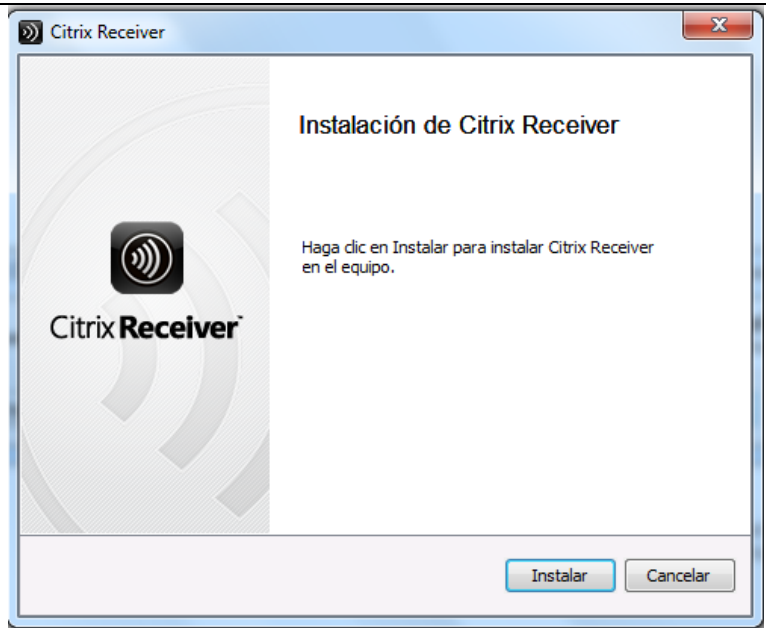 Citrix Receiver
Instalación de Citrix Receiver
Haga clic en Instalar para instalar Citrix Receiver
en el equipo.
Citrix Receiver™
Instalar
Cancelar